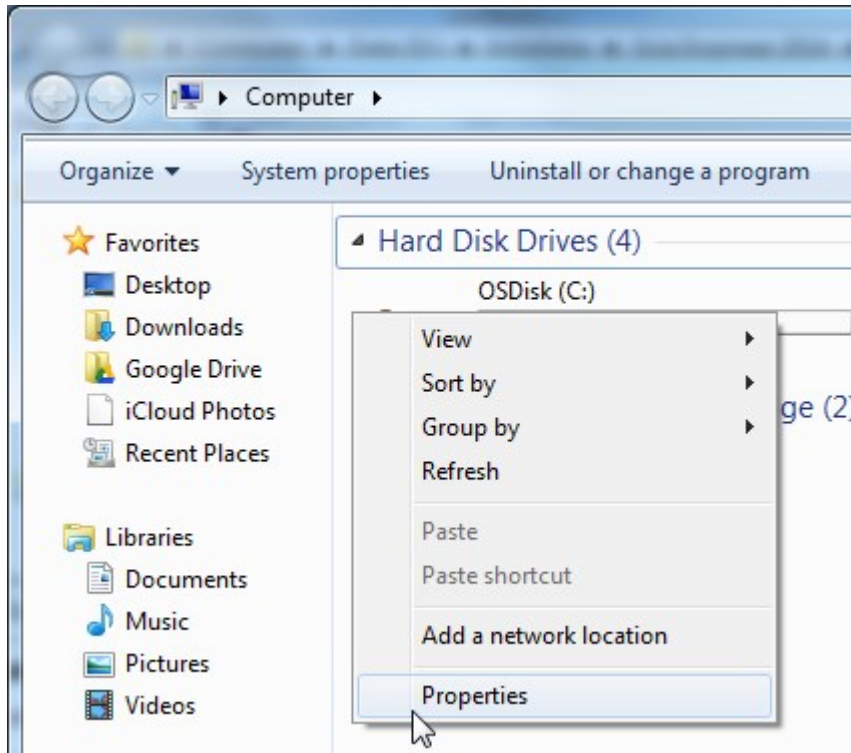 Computer
Organize
System properties
Uninstall or change a program
Favorites
Desktop
Downloads
Google Drive
iCloud Photos
Recent Places
Libraries
Documents
Music
Pictures
Videos
Hard Disk Drives (4)
OSDisk (C:)
ge (2)
View
Sort by
Group by
Refresh
Paste
Paste shortcut
Add a network location
Properties